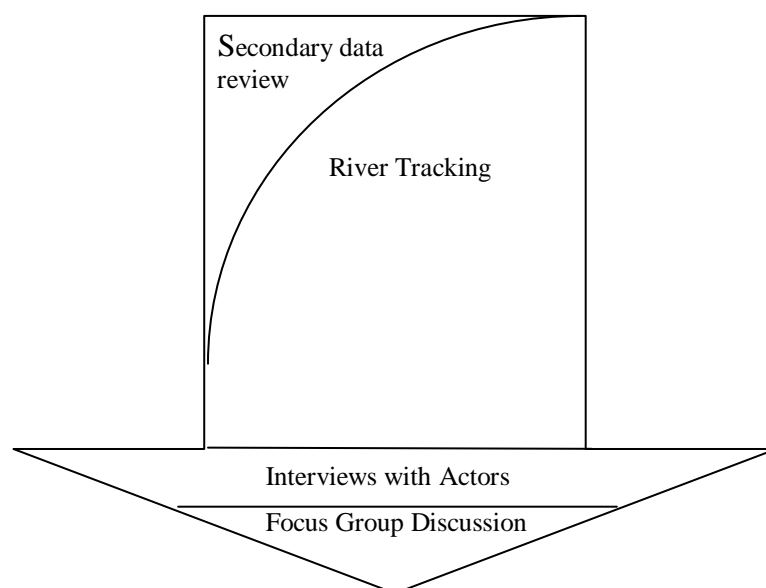 Secondary data
review
River Tracking
Interviews with Actors
Focus Group Discussion